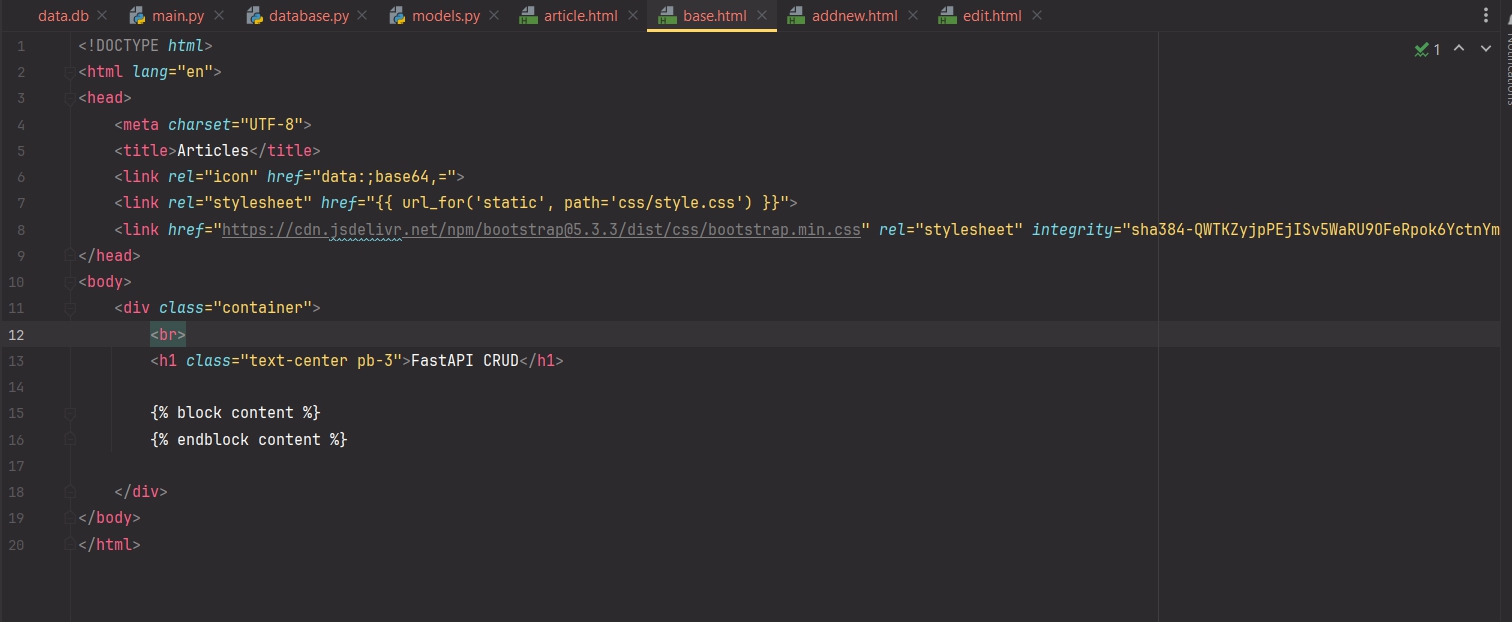 data.db main.py database.py models.py article.html base.html addnew.html edit.html
1
1 <!DOCTYPE html>
2 <html lang="en">
3 <head>
4 <meta charset="UTF-8">
5 <title>Articles</title>
6 <link rel="icon" href="data:;base64,=">
7 <link rel="stylesheet" href="{{ url_for('static', path='css/style.css') }}">
8 <link href="https://cdn.jsdelivr.net/npm/bootstrap@5.3.3/dist/css/bootstrap.min.css" rel="stylesheet" integrity="sha384-QWTKZyjpPEjISv5WaRU9OFeRpok6YctnYm
9 </head>
10 <body>
11 <div class="container">
12 <br>
13 <h1 class="text-center pb-3">FastAPI CRUD</h1>
14
15 {% block content %}
16 {% endblock content %}
17
18 </div>
19 </body>
20 </html>